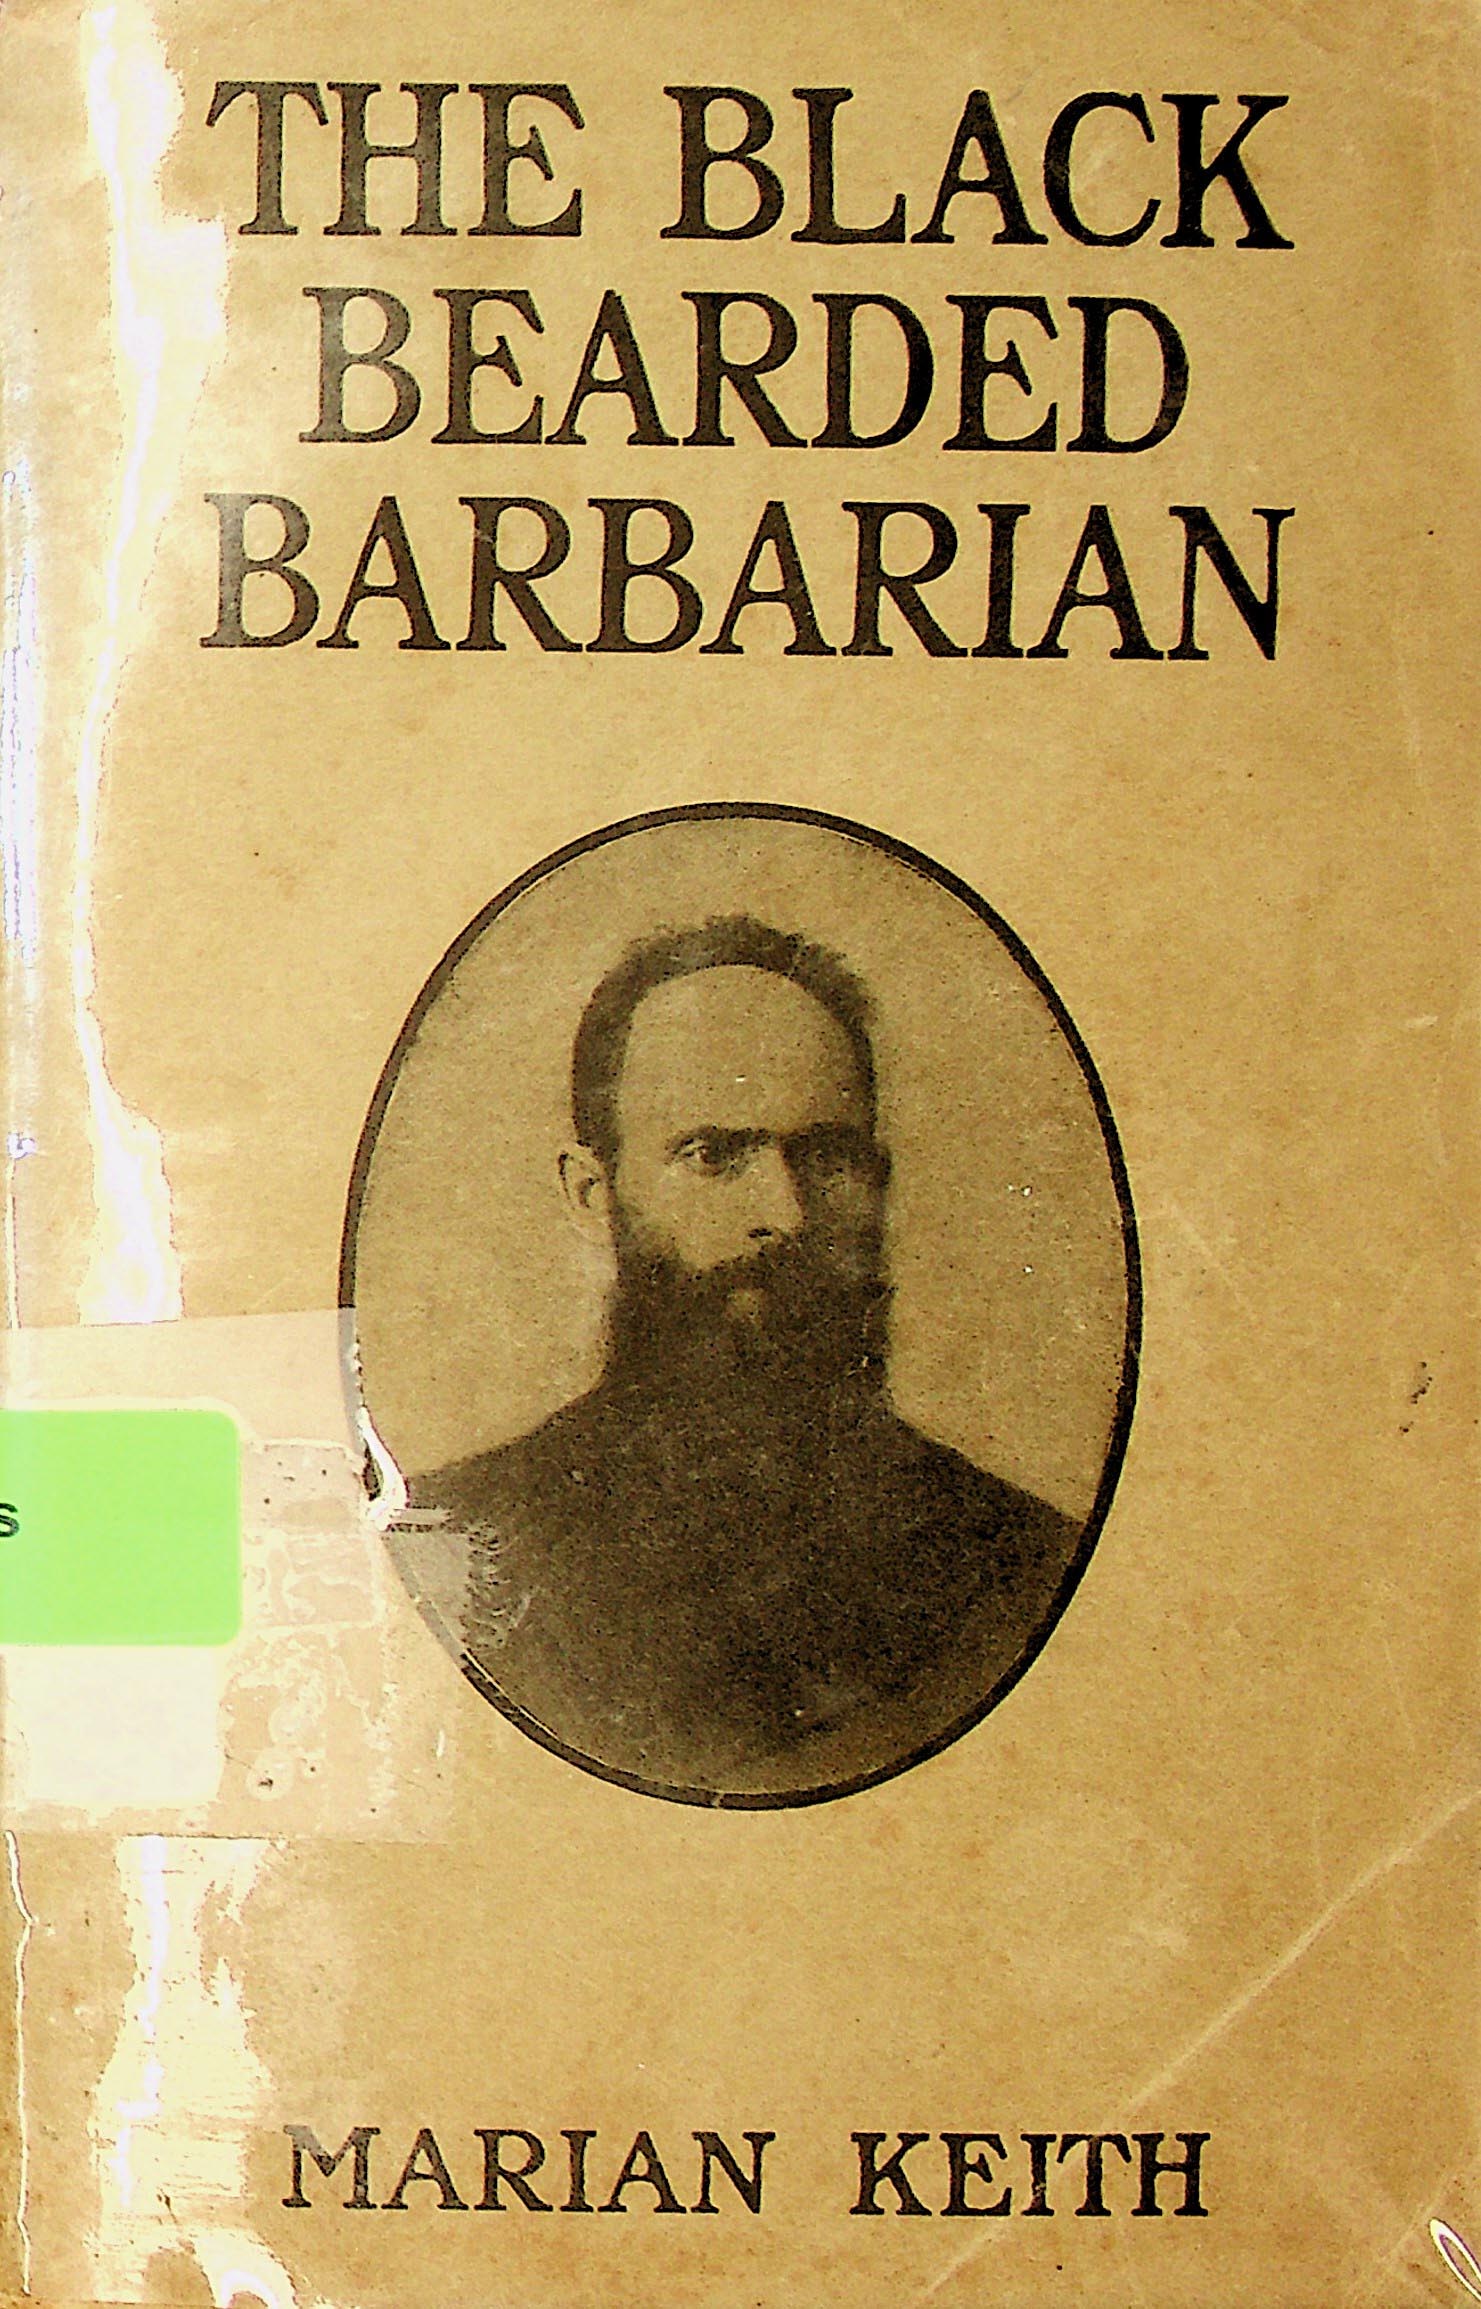 THE BLACK
BEARDED
BARBARIAN
s
MARIAN KEITH